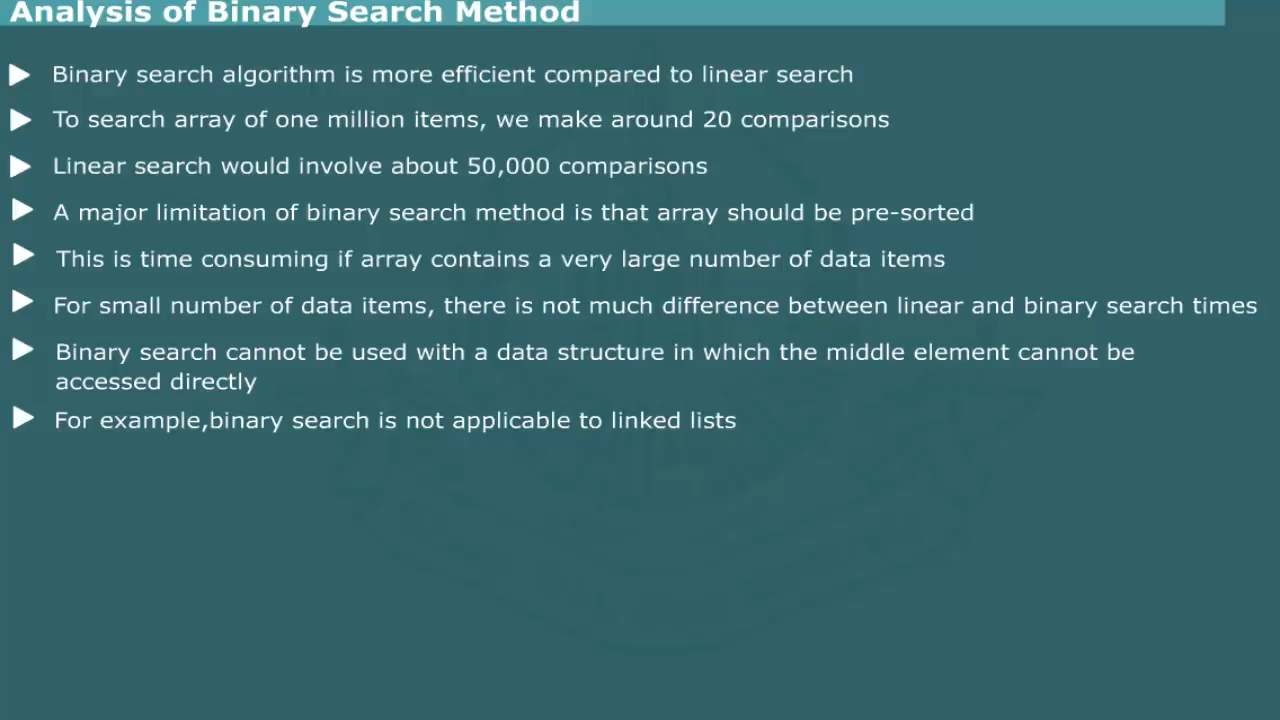 Analysis of Binary Search Method
Binary search algorithm is more efficient compared to linear search
To search array of one million items, we make around 20 comparisons
Linear search would involve about 50,000 comparisons
A major limitation of binary search method is that array should be pre-sorted
This is time consuming if array contains a very large number of data items
For small number of data items, there is not much difference between linear and binary search times
Binary search cannot be used with a data structure in which the middle element cannot be
accessed directly
For example,binary search is not applicable to linked lists